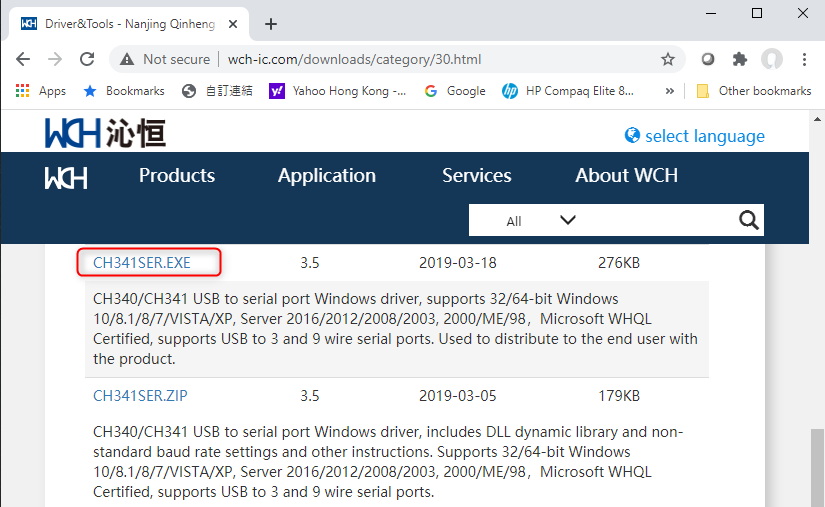 Driver&Tools - Nanjing Qinheng
Not secure wch-ic.com/downloads/category/30.html
Apps Bookmarks 自訂連結 Yahoo Hong Kong -... Google HP Compaq Elite 8... » Other bookmarks
WCH 沁恒
select language
WCH Products Application Services About WCH
All
CH341SER.EXE 3.5 2019-03-18 276KB
CH340/CH341 USB to serial port Windows driver, supports 32/64-bit Windows
10/8.1/8/7/VISTA/XP, Server 2016/2012/2008/2003, 2000/ME/98，Microsoft WHQL
Certified, supports USB to 3 and 9 wire serial ports. Used to distribute to the end user with
the product.
CH341SER.ZIP 3.5 2019-03-05 179KB
CH340/CH341 USB to serial port Windows driver, includes DLL dynamic library and non-
standard baud rate settings and other instructions. Supports 32/64-bit Windows
10/8.1/8/7/VISTA/XP, Server 2016/2012/2008/2003, 2000/ME/98，Microsoft WHQL
Certified, supports USB to 3 and 9 wire serial ports.